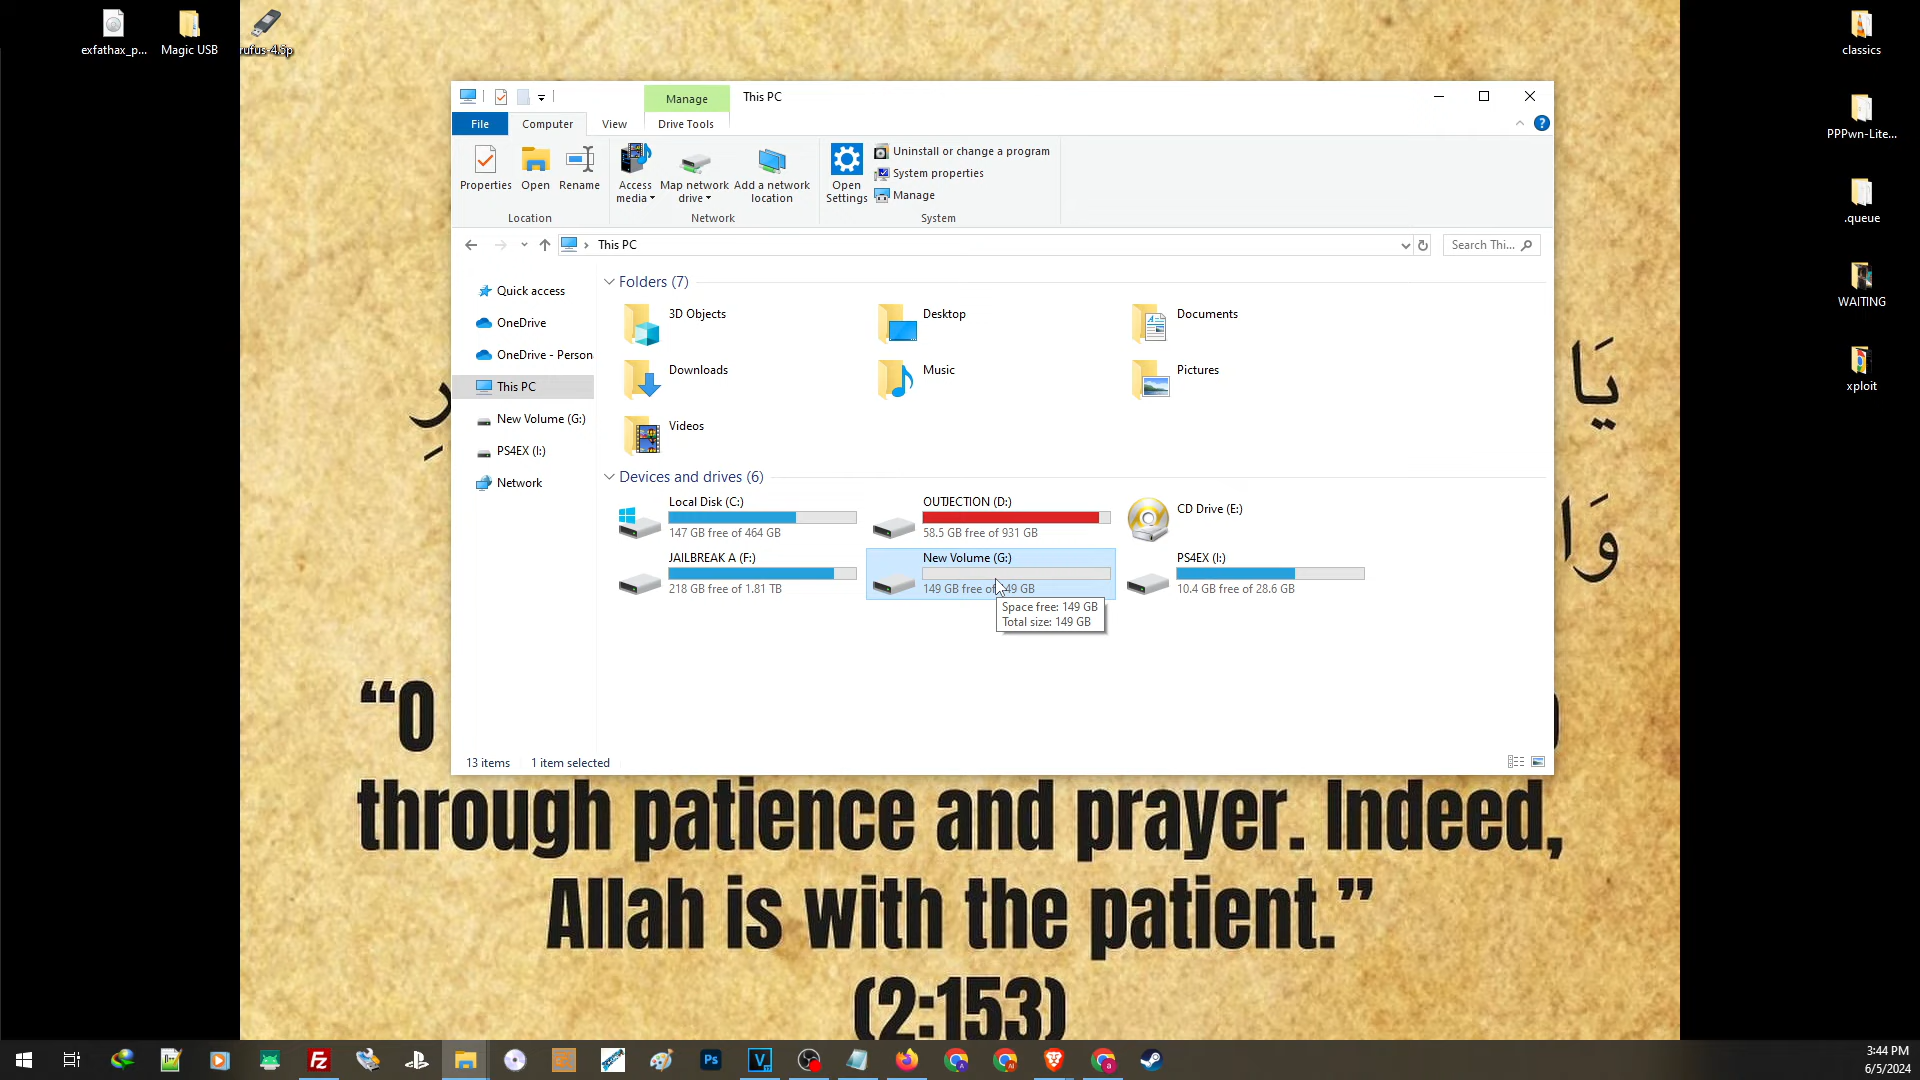 exfathax_p...
Magic USB
rufus-4.5p
classics
PPPwn-Lite...
.queue
WAITING
xploit
Manage
This PC
File
Computer
View
Drive Tools
Properties
Open
Rename
Access media
Map network drive
Add a network location
Open Settings
Uninstall or change a program
System properties
Manage
Location
Network
System
This PC
Search Thi...
Quick access
OneDrive
OneDrive - Person
This PC
New Volume (G:)
PS4EX (I:)
Network
Folders (7)
3D Objects
Desktop
Documents
Downloads
Music
Pictures
Videos
Devices and drives (6)
Local Disk (C:)
147 GB free of 464 GB
OUTJECTION (D:)
58.5 GB free of 931 GB
CD Drive (E:)
JAILBREAK A (F:)
218 GB free of 1.81 TB
New Volume (G:)
149 GB free of 49 GB
Space free: 149 GB
Total size: 149 GB
PS4EX (I:)
10.4 GB free of 28.6 GB
13 items
1 item selected
يَا
وَا
“O
through patience and prayer. Indeed,
Allah is with the patient.”
(2:153)
3:44 PM
6/5/2024